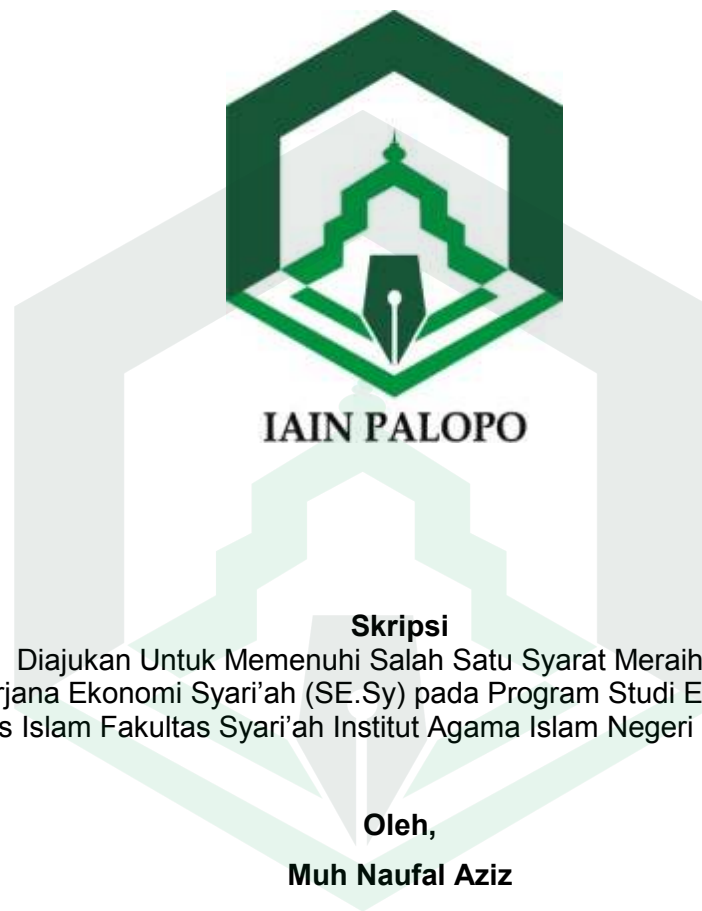 IAIN PALOPO
Skripsi
Diajukan Untuk Memenuhi Salah Satu Syarat Meraih
rjana Ekonomi Syari’ah (SE.Sy) pada Program Studi E
s Islam Fakultas Syari’ah Institut Agama Islam Negeri
Oleh,
Muh Naufal Aziz